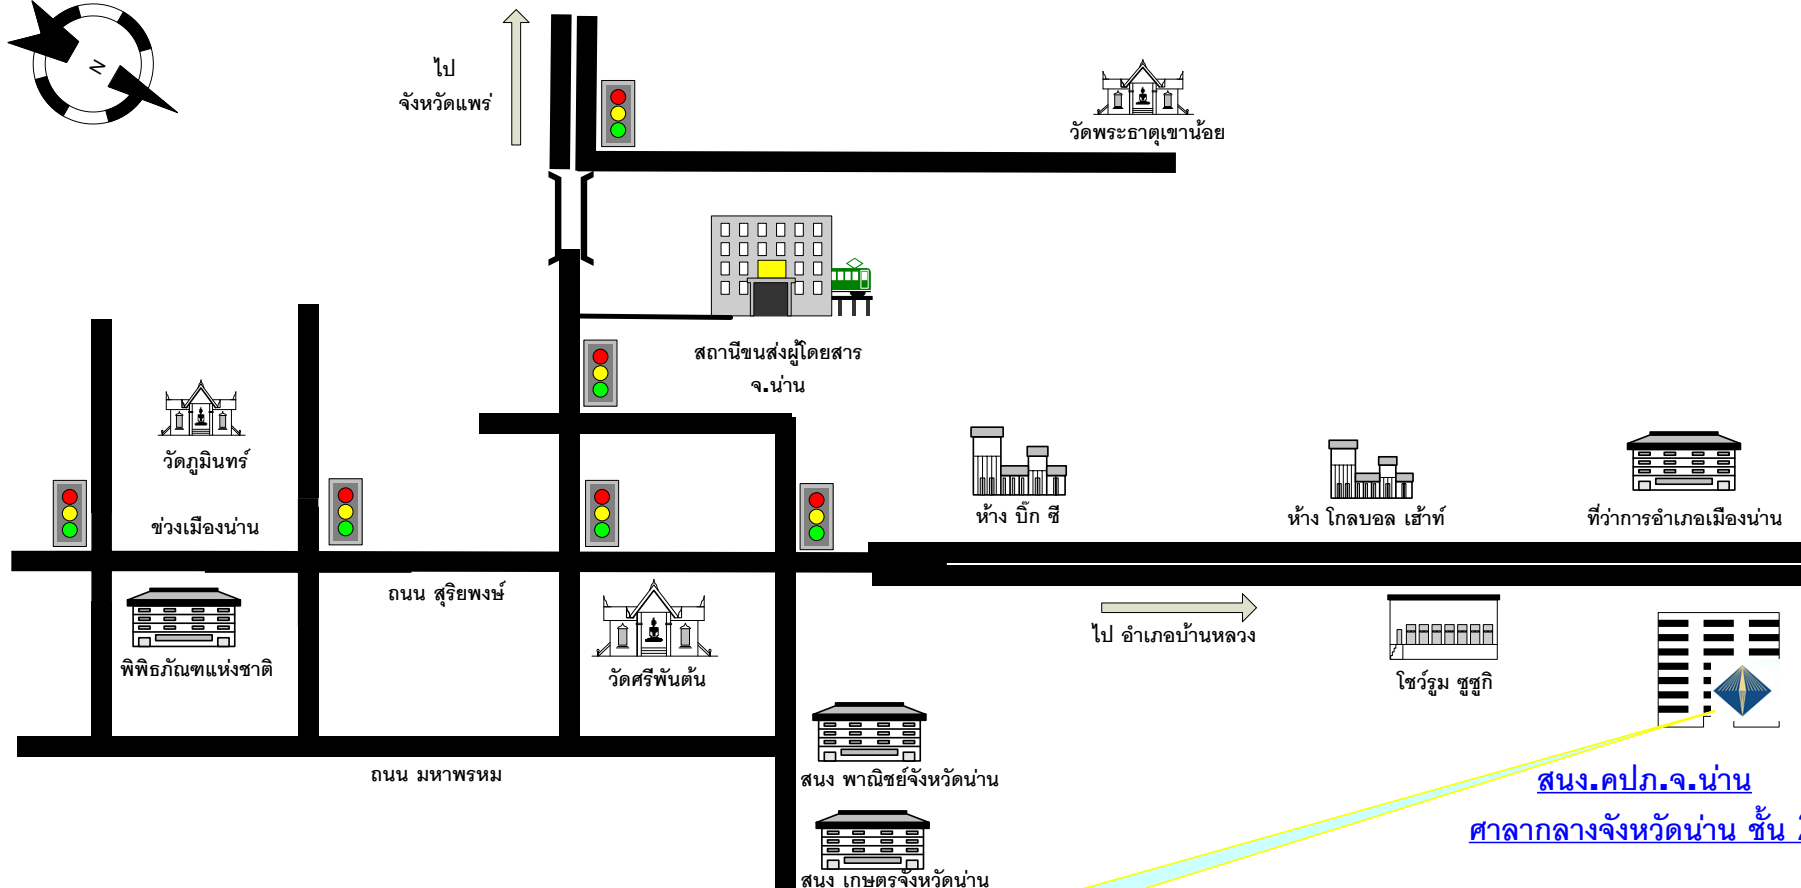 N
ไป
จังหวัดแพร่
วัดพระธาตุเขาน้อย
สถานีขนส่งผู้โดยสาร
จ.น่าน
วัดภูมินทร์
ข่วงเมืองน่าน
ห้าง บิ๊ก ซี
ห้าง โกลบอล เฮ้าท์
ที่ว่าการอำเภอเมืองน่าน
ถนน สุริยพงษ์
ไป อำเภอบ้านหลวง
พิพิธภัณฑแห่งชาติ
วัดศรีพันต้น
โชว์รูม ซูซูกิ
ถนน มหาพรหม
สนง พาณิชย์จังหวัดน่าน
สนง.คปภ.จ.น่าน
ศาลากลางจังหวัดน่าน ชั้น
สนง เกษตรจังหวัดน่าน